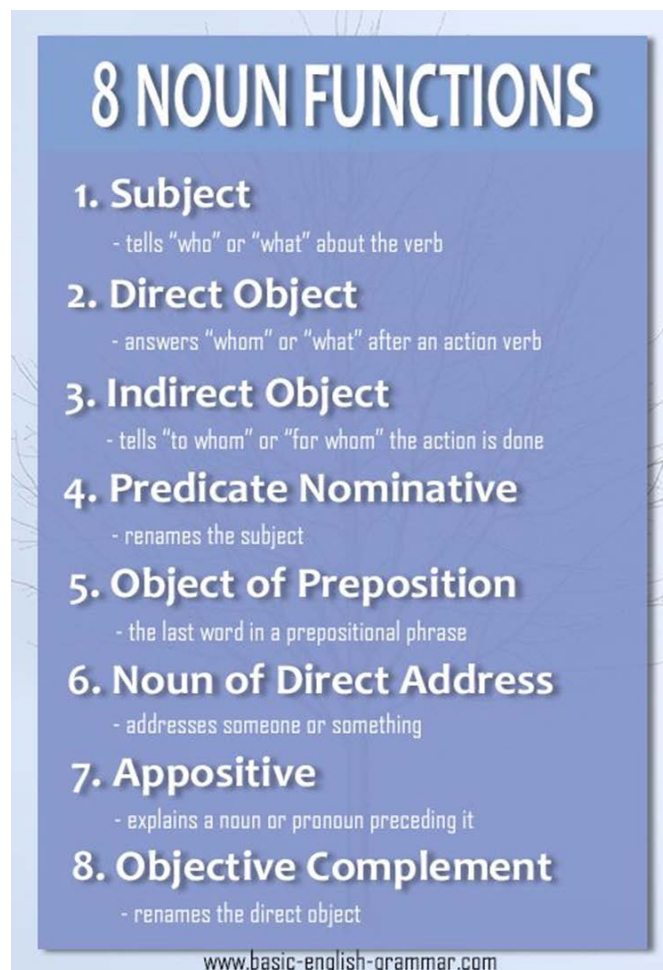 8 NOUN FUNCTIONS
1. Subject
- tells “who” or “what” about the verb
2. Direct Object
- answers “whom” or “what” after an action verb
3. Indirect Object
- tells “to whom” or “for whom” the action is done
4. Predicate Nominative
- renames the subject
5. Object of Preposition
- the last word in a prepositional phrase
6. Noun of Direct Address
- addresses someone or something
7. Appositive
- explains a noun or pronoun preceding it
8. Objective Complement
- renames the direct object
www.basic-english-grammar.com